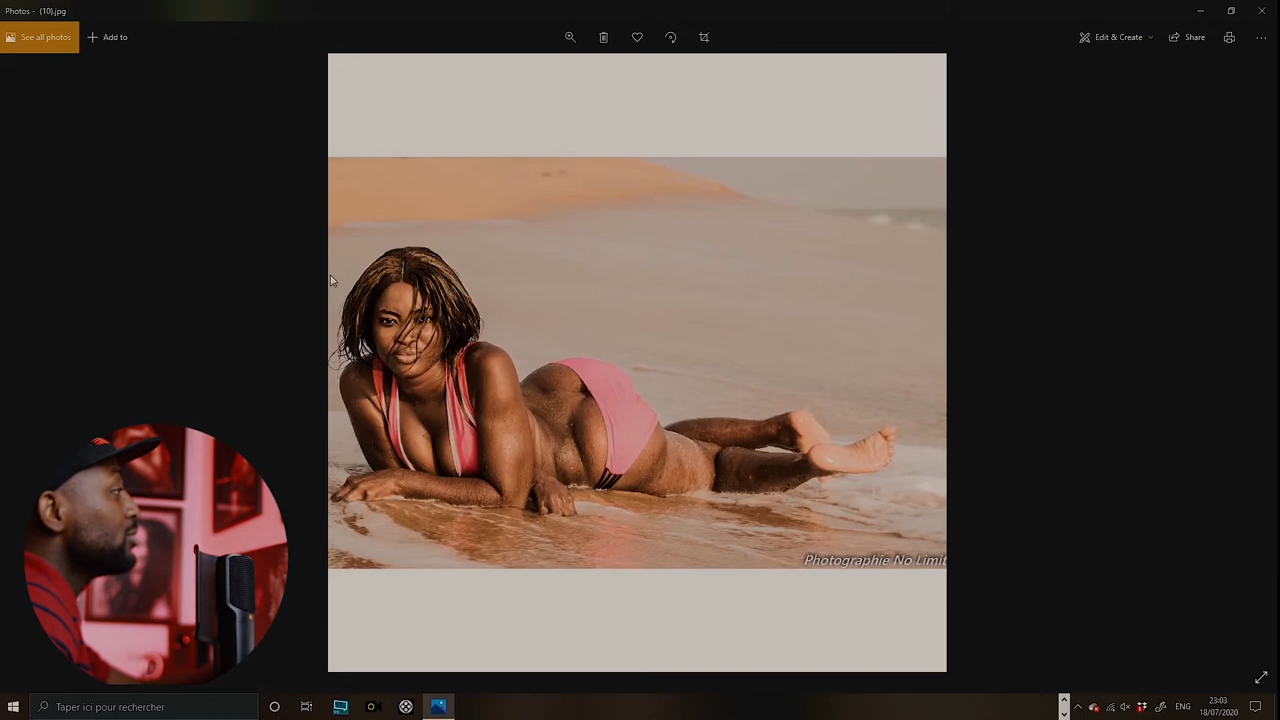 Photos - (10).jpg
See all photos
Add to
Edit & Create
Share
Photographie No Limit
Taper ici pour rechercher
ENG
23:03
18/07/2020